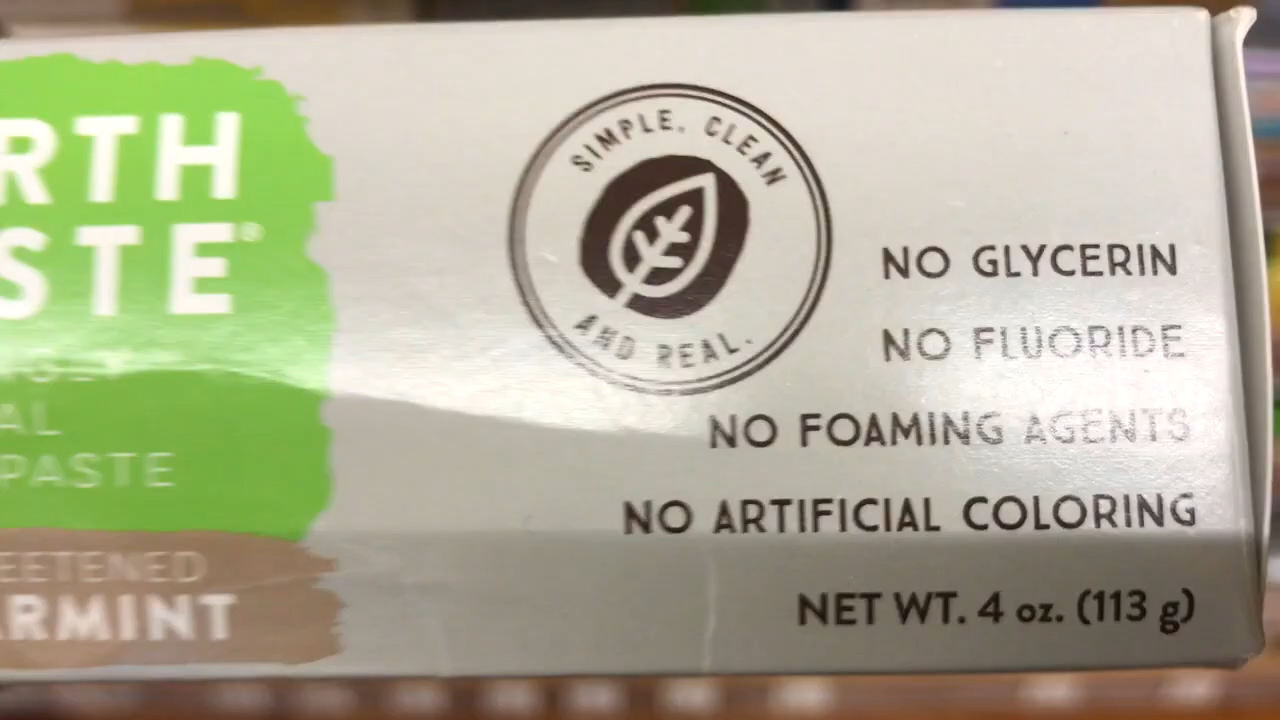 RTH
STE®
AL
PASTE
EETENED
ARMINT
SIMPLE, CLEAN
AND REAL.
NO GLYCERIN
NO FLUORIDE
NO FOAMING AGENTS
NO ARTIFICIAL COLORING
NET WT. 4 oz. (113 g)